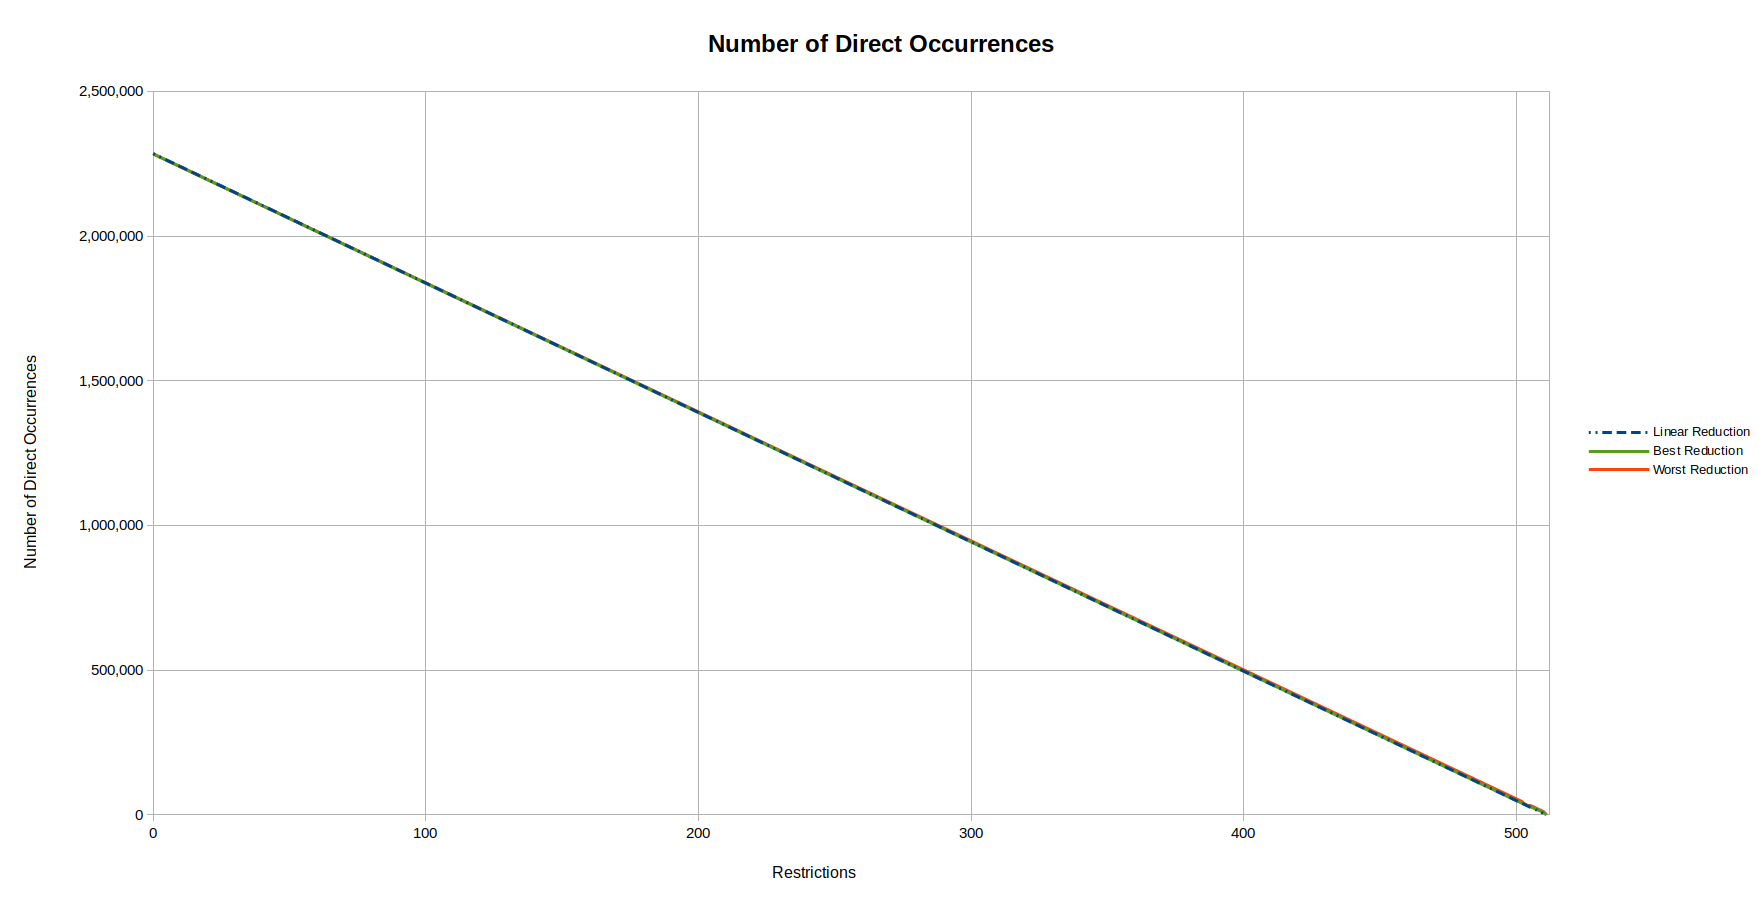 Number of Direct Occurrences
2,500,000
2,000,000
1,500,000
1,000,000
500,000
0
Number of Direct Occurrences
0 100 200 300 400 500
Restrictions
Linear Reduction
Best Reduction
Worst Reduction